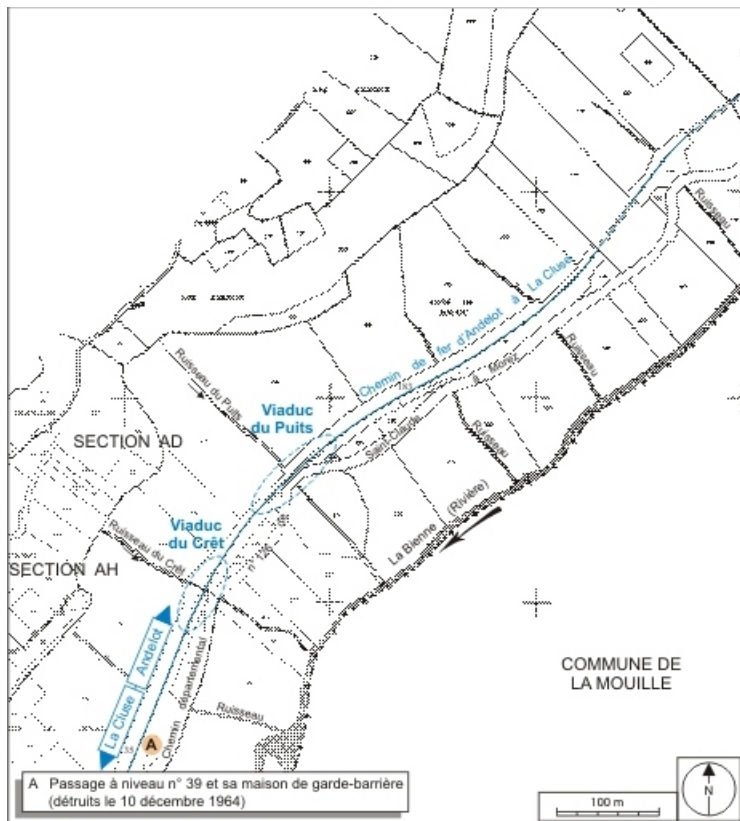 Ruisseau
Chemin de fer d'Andelot à La Cluse
Ruisseau du Puits
Viaduc
du Puits
Saint-Claude à Morez
Ruisseau
Ruisseau
SECTION AD
Viaduc
du Crêt
n° 126
La Bienne (Rivière)
Ruisseau du Crêt
SECTION AH
Andelot
La Cluse
Chemin départemental
Ruisseau
COMMUNE DE
LA MOUILLE
A
A Passage à niveau n° 39 et sa maison de garde-barrière
(détruits le 10 décembre 1964)
100 m
N